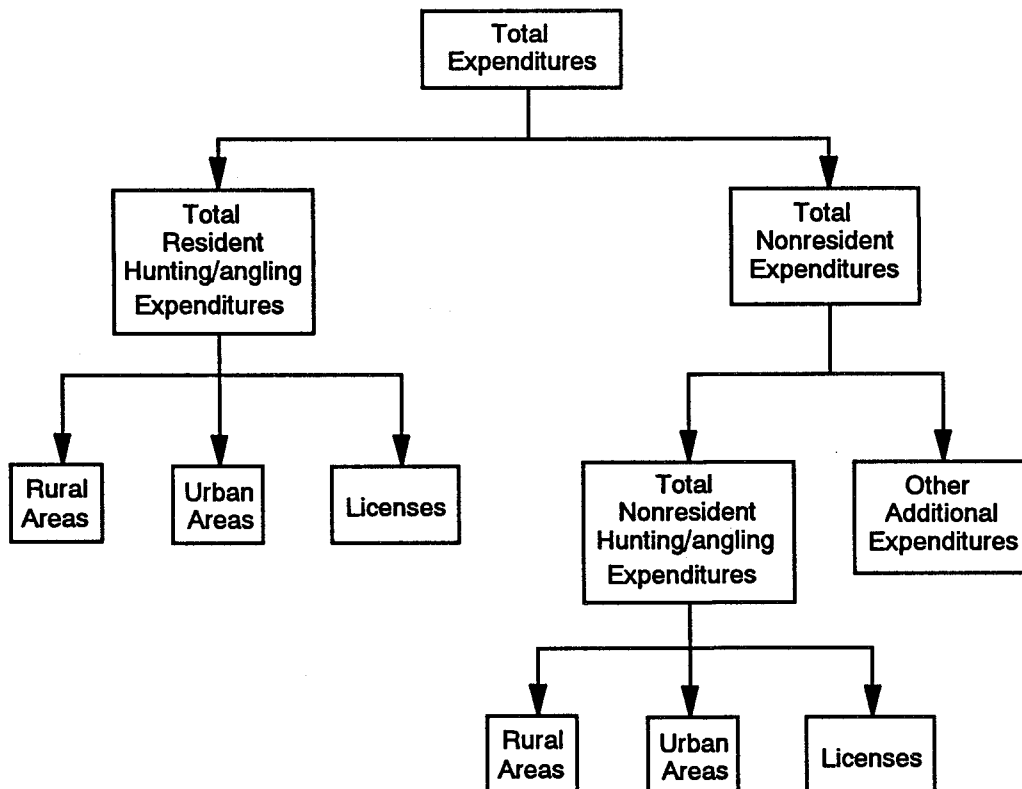 Total
Expenditures
Total
Resident
Hunting/angling
Expenditures
Total
Nonresident
Expenditures
Rural
Areas
Urban
Areas
Licenses
Total
Nonresident
Hunting/angling
Expenditures
Other
Additional
Expenditures
Rural
Areas
Urban
Areas
Licenses